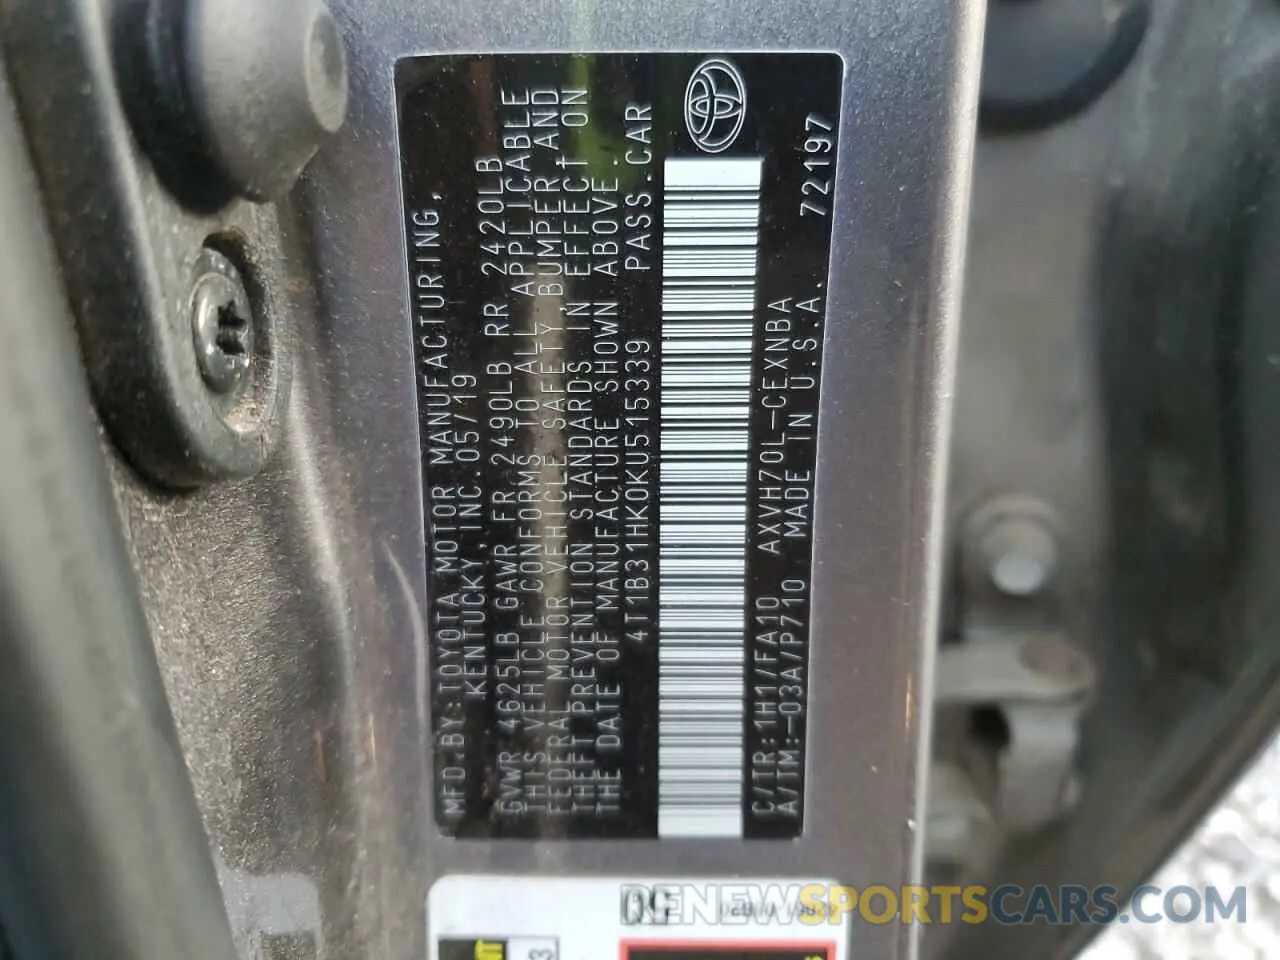 MFD.BY:TOYOTA MOTOR MANUFACTURING,
KENTUCKY,INC.05/19
GVWR 4625LB GAWR FR 2490LB RR 2420LB
THIS VEHICLE CONFORMS TO ALL APPLICABLE
FEDERAL MOTOR VEHICLE SAFETY,BUMPER,AND
THEFT PREVENTION STANDARDS IN EFFECT ON
THE DATE OF MANUFACTURE SHOWN ABOVE.
4T1B31HK0KU515339 PASS.CAR
C/TR:1H1/FA10 AXVH70L-CEXNBA
A/TM:-03A/P710 MADE IN U.S.A. 72197
RENEWSPORTSCARS.COM